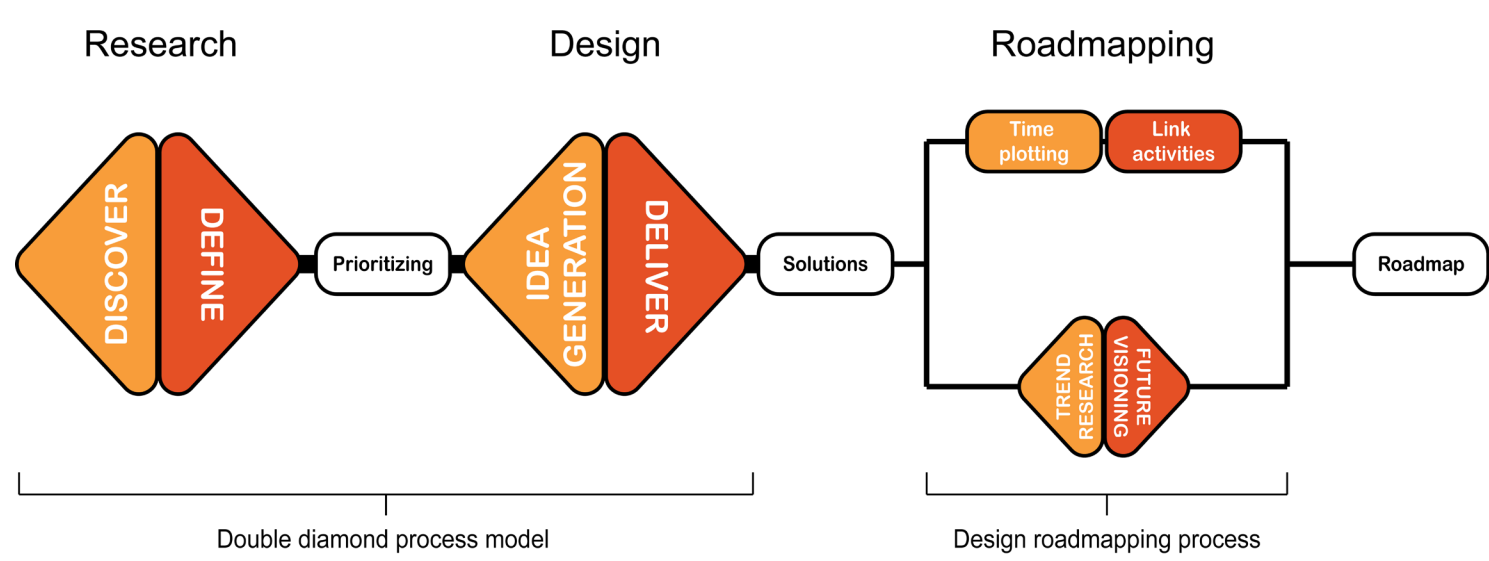 Research
Design
Roadmapping
DISCOVER
DEFINE
Prioritizing
IDEA
GENERATION
DELIVER
Solutions
Time
plotting
Link
activities
TREND
RESEARCH
FUTURE
VISIONING
Roadmap
Double diamond process model
Design roadmapping process